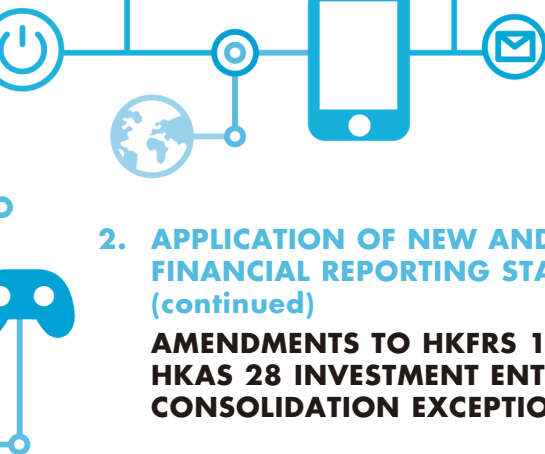 2. APPLICATION OF NEW AND
FINANCIAL REPORTING
(continued)
AMENDMENTS TO HKFRS
HKAS 28 INVESTMENT
CONSOLIDATION